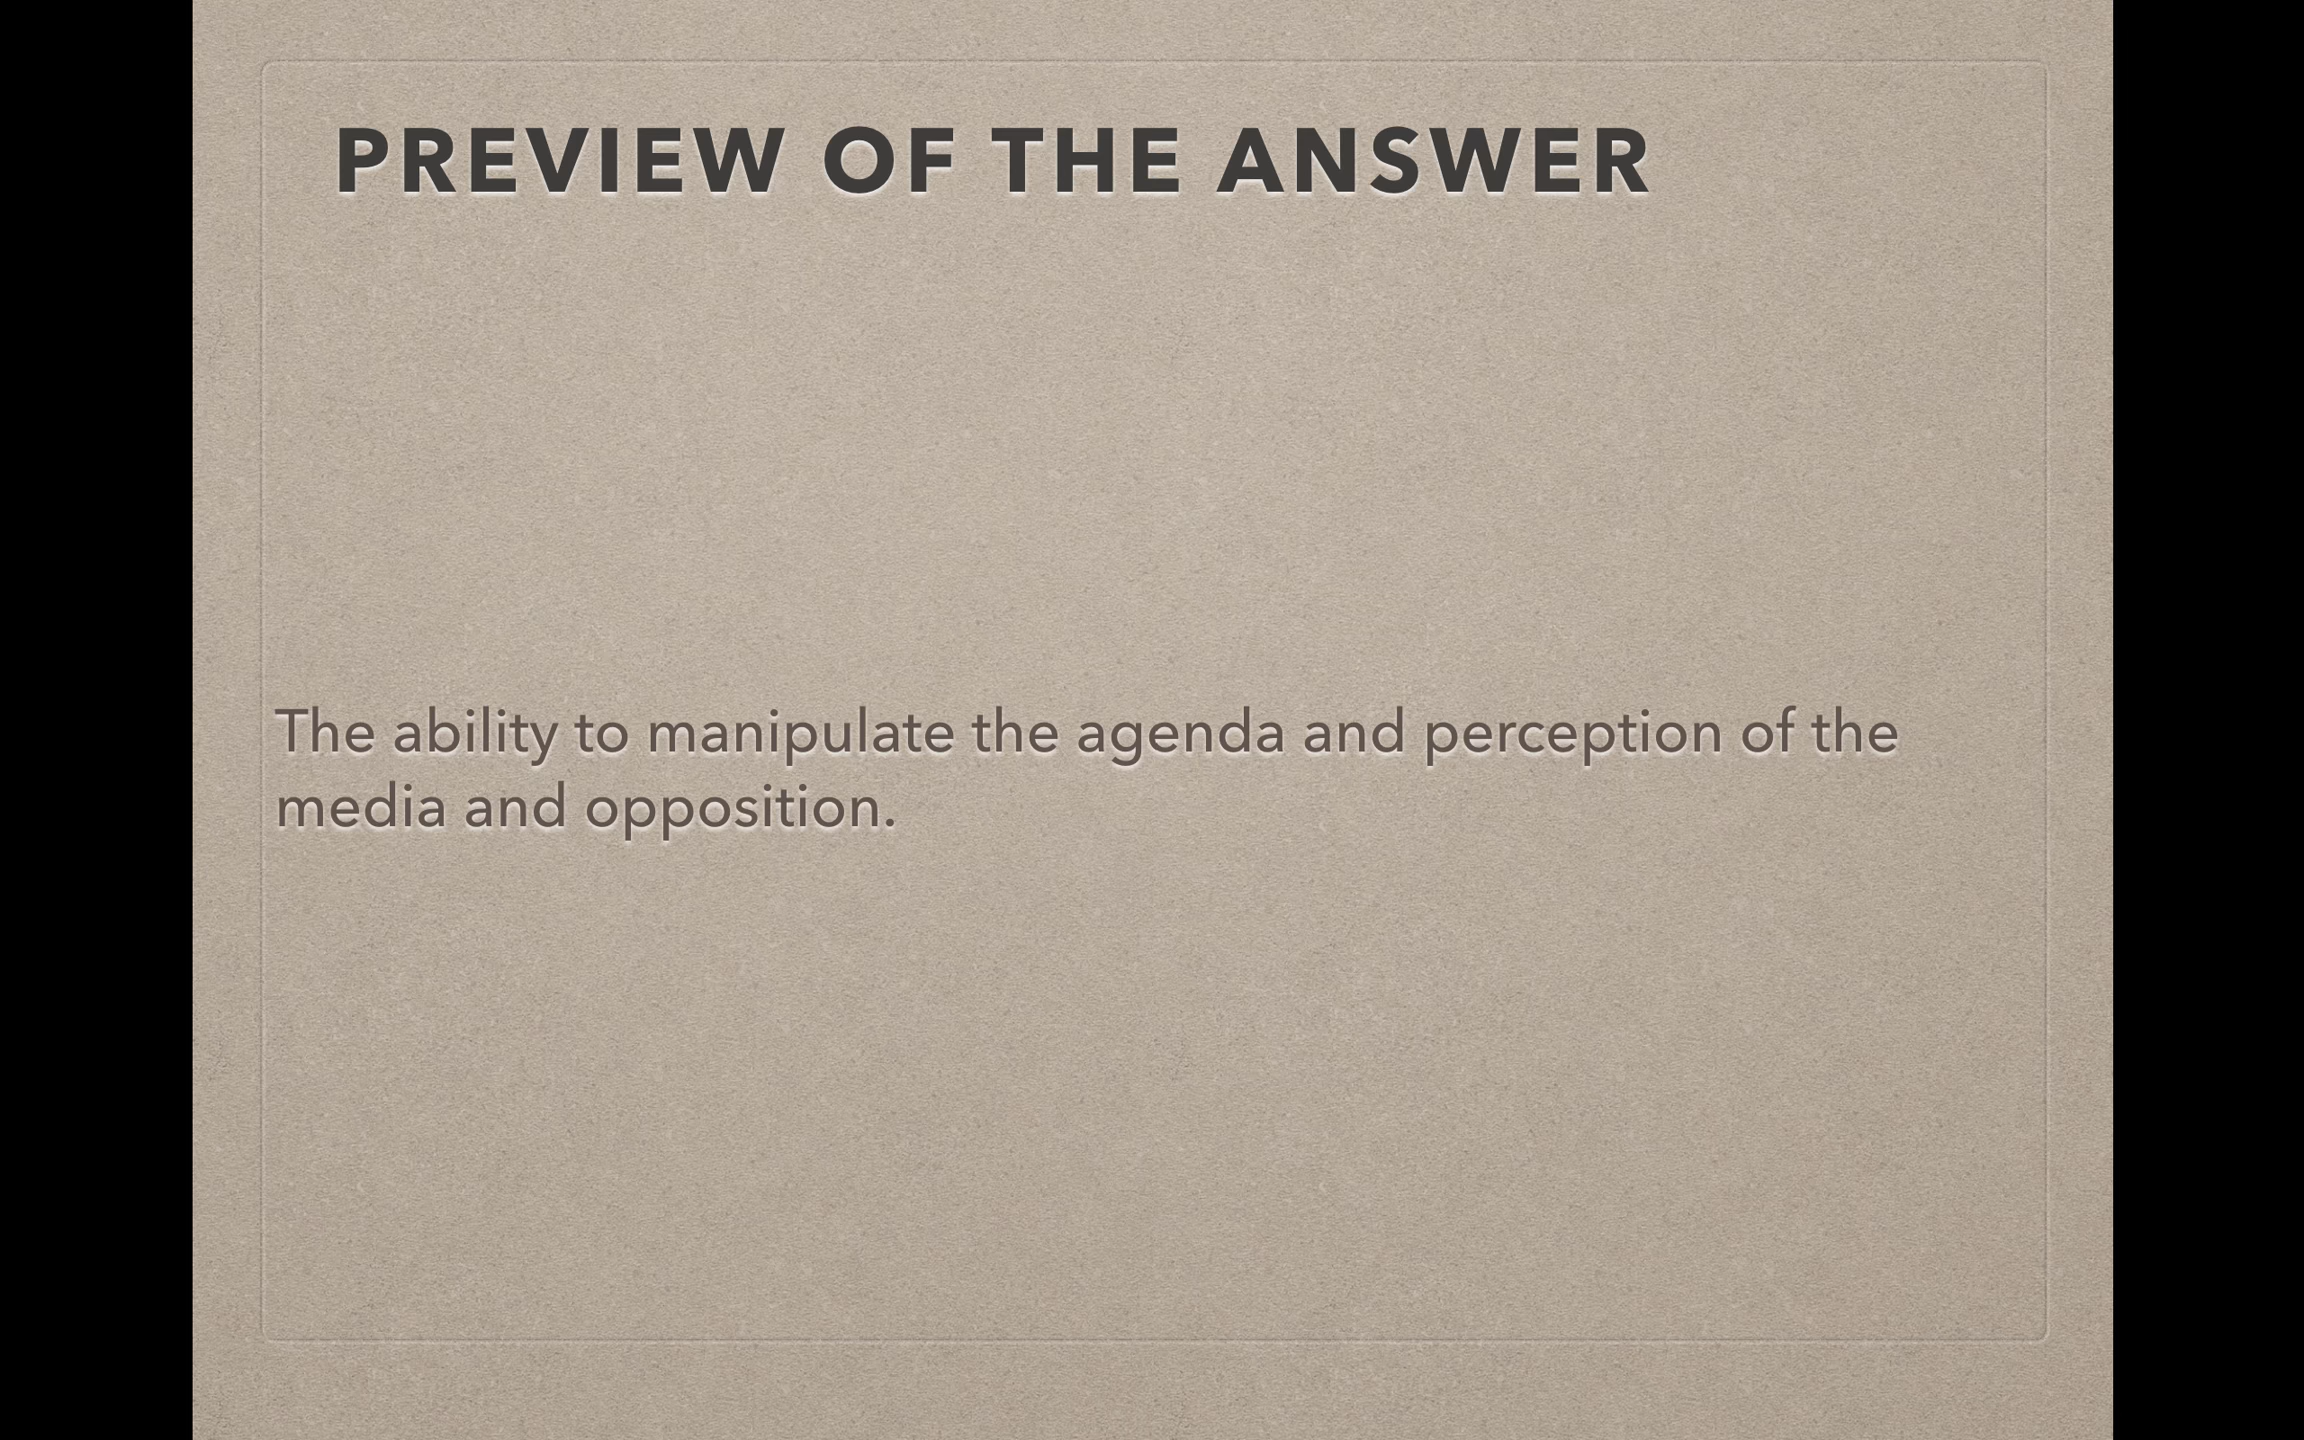 PREVIEW OF THE ANSWER
The ability to manipulate the agenda and perception of the
media and opposition.